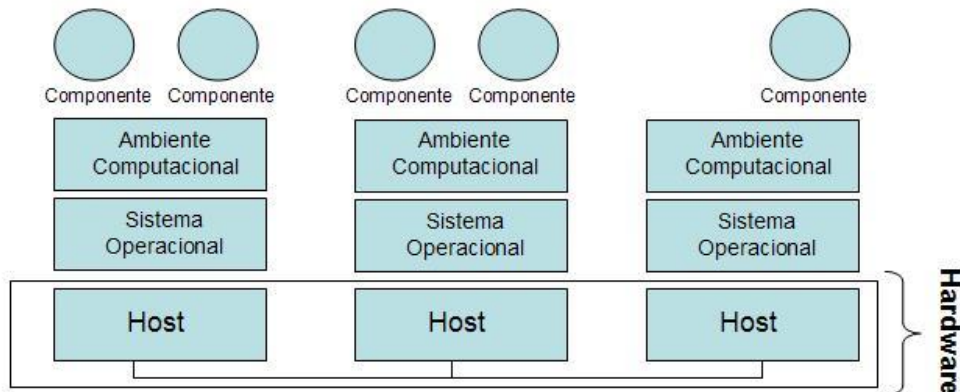 Componente Componente Componente Componente Componente
Ambiente Computacional
Ambiente Computacional
Ambiente Computacional
Sistema Operacional
Sistema Operacional
Sistema Operacional
Host Host Host
Hardware